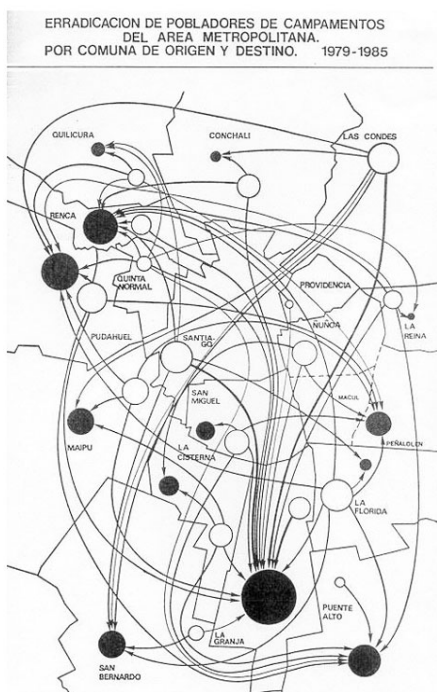 ERRADICACION DE POBLADORES DE CAMPAMENTOS
DEL AREA METROPOLITANA.
POR COMUNA DE ORIGEN Y DESTINO. 1979-1985
QUILICURA
CONCHALI
LAS CONDES
RENCA
QUINTA
NORMAL
PROVIDENCIA
LA
REINA
PUDAHUEL
SANTIA-
GO
ÑUÑOA
SAN
MIGUEL
MACUL
PEÑALOLEN
MAIPU
LA
CISTERNA
LA
FLORIDA
PUENTE
ALTO
LA
GRANJA
SAN
BERNARDO